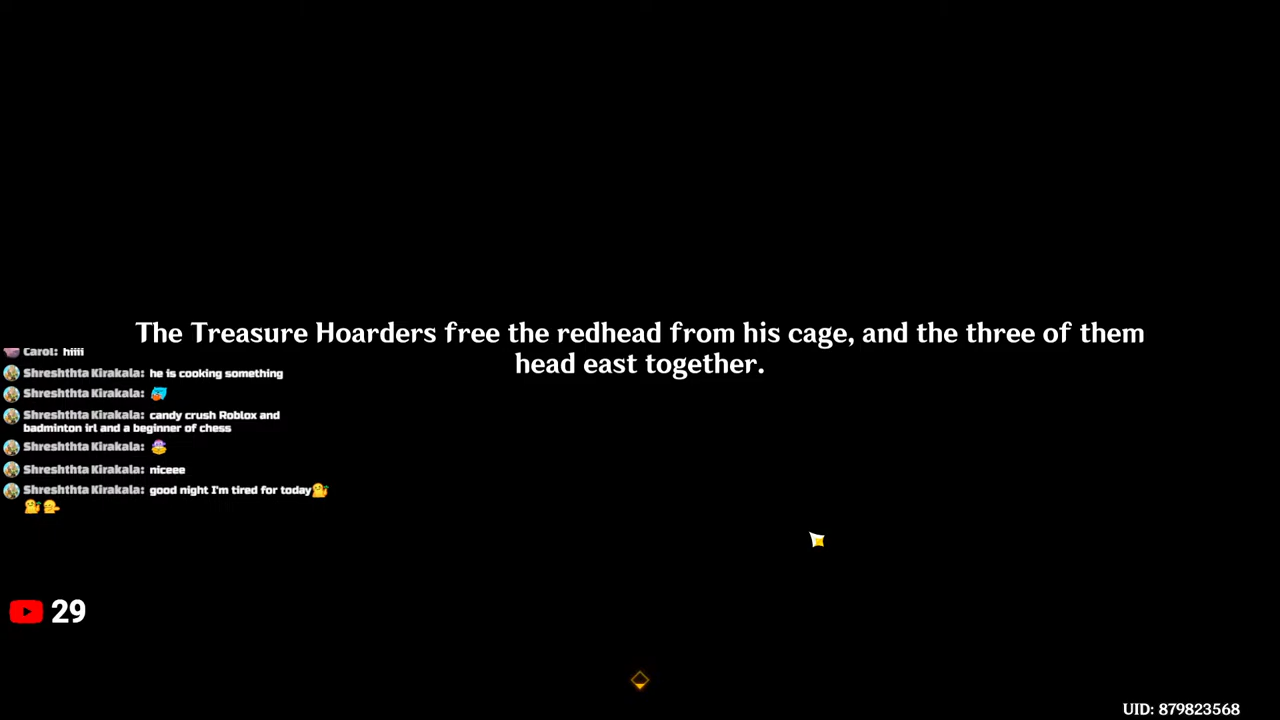 The Treasure Hoarders free the redhead from his cage, and the three of them
head east together.
Carol: hiiii
Shreshthta Kirakala: he is cooking something
Shreshthta Kirakala:
Shreshthta Kirakala: candy crush Roblox and
badminton irl and a beginner of chess
Shreshthta Kirakala:
Shreshthta Kirakala: niceee
Shreshthta Kirakala: good night I'm tired for today
29
UID: 879823568